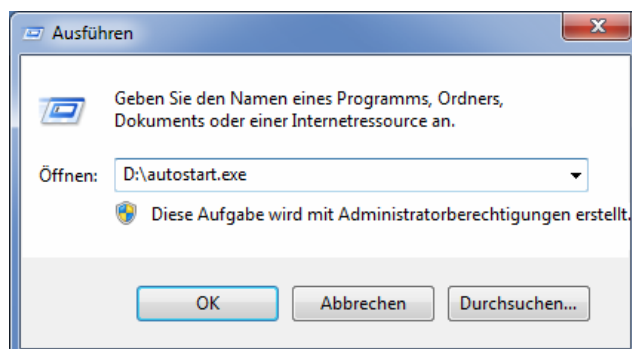 Ausführen
Geben Sie den Namen eines Programms, Ordners,
Dokuments oder einer Internetressource an.
Öffnen: D:\autostart.exe
Diese Aufgabe wird mit Administratorberechtigungen erstellt.
OK Abbrechen Durchsuchen...